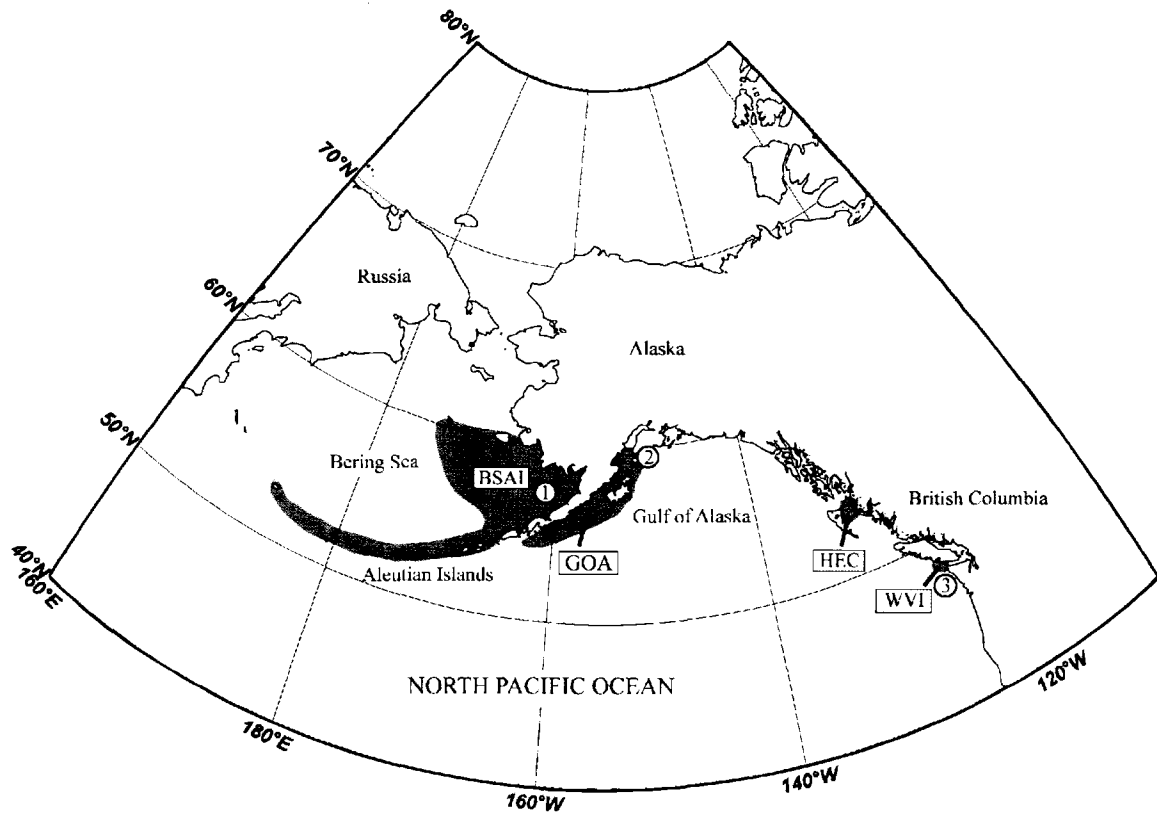 80°N
70°N
60°N
50°N
40°N
160°E
180°E
160°W
140°W
120°W
Russia
Alaska
Bering Sea
BSAI
1
2
Gulf of Alaska
British Columbia
Aleutian Islands
GOA
HEC
WVI
3
NORTH PACIFIC OCEAN